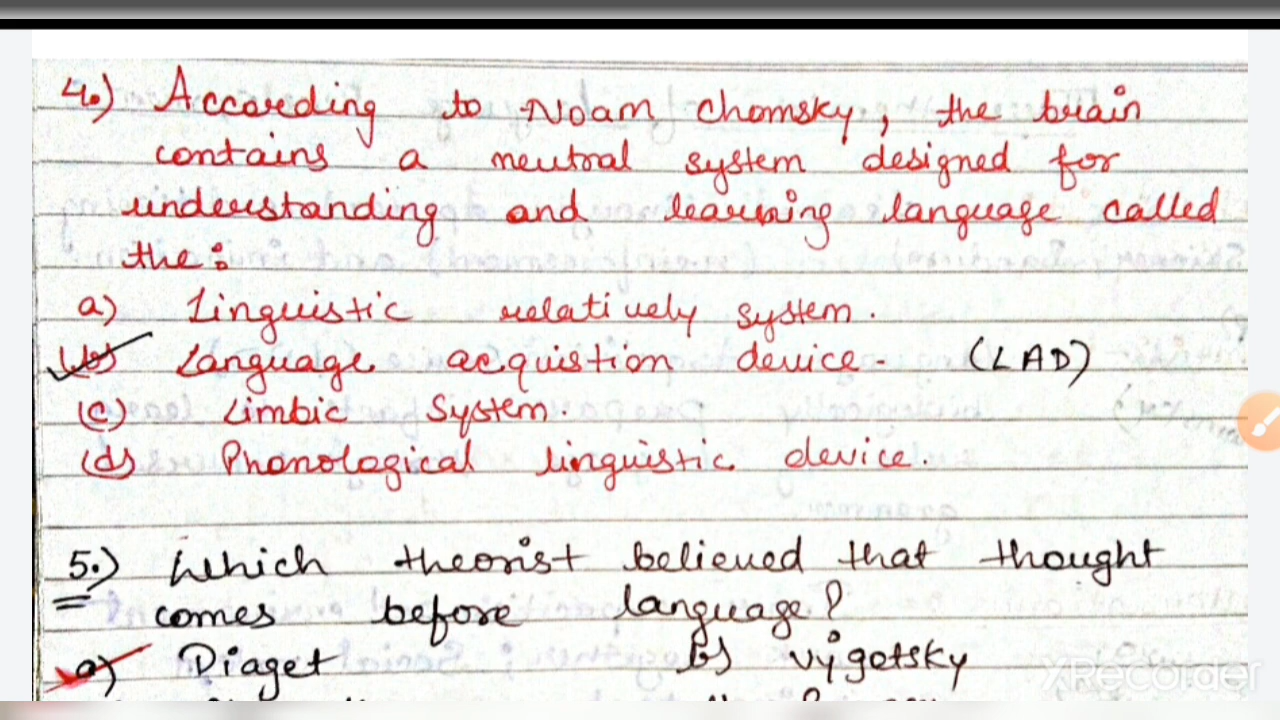 4.) According to Noam Chomsky, the brain
contains a neutral system designed for
understanding and learning language called
the:
a) Linguistic relatively system.
(b) Language acquistion device - (LAD)
(c) Limbic System.
(d) Phonological linguistic device.
5.) Which theorist believed that thought
comes before language?
a) Piaget b) vygotsky
XRecorder